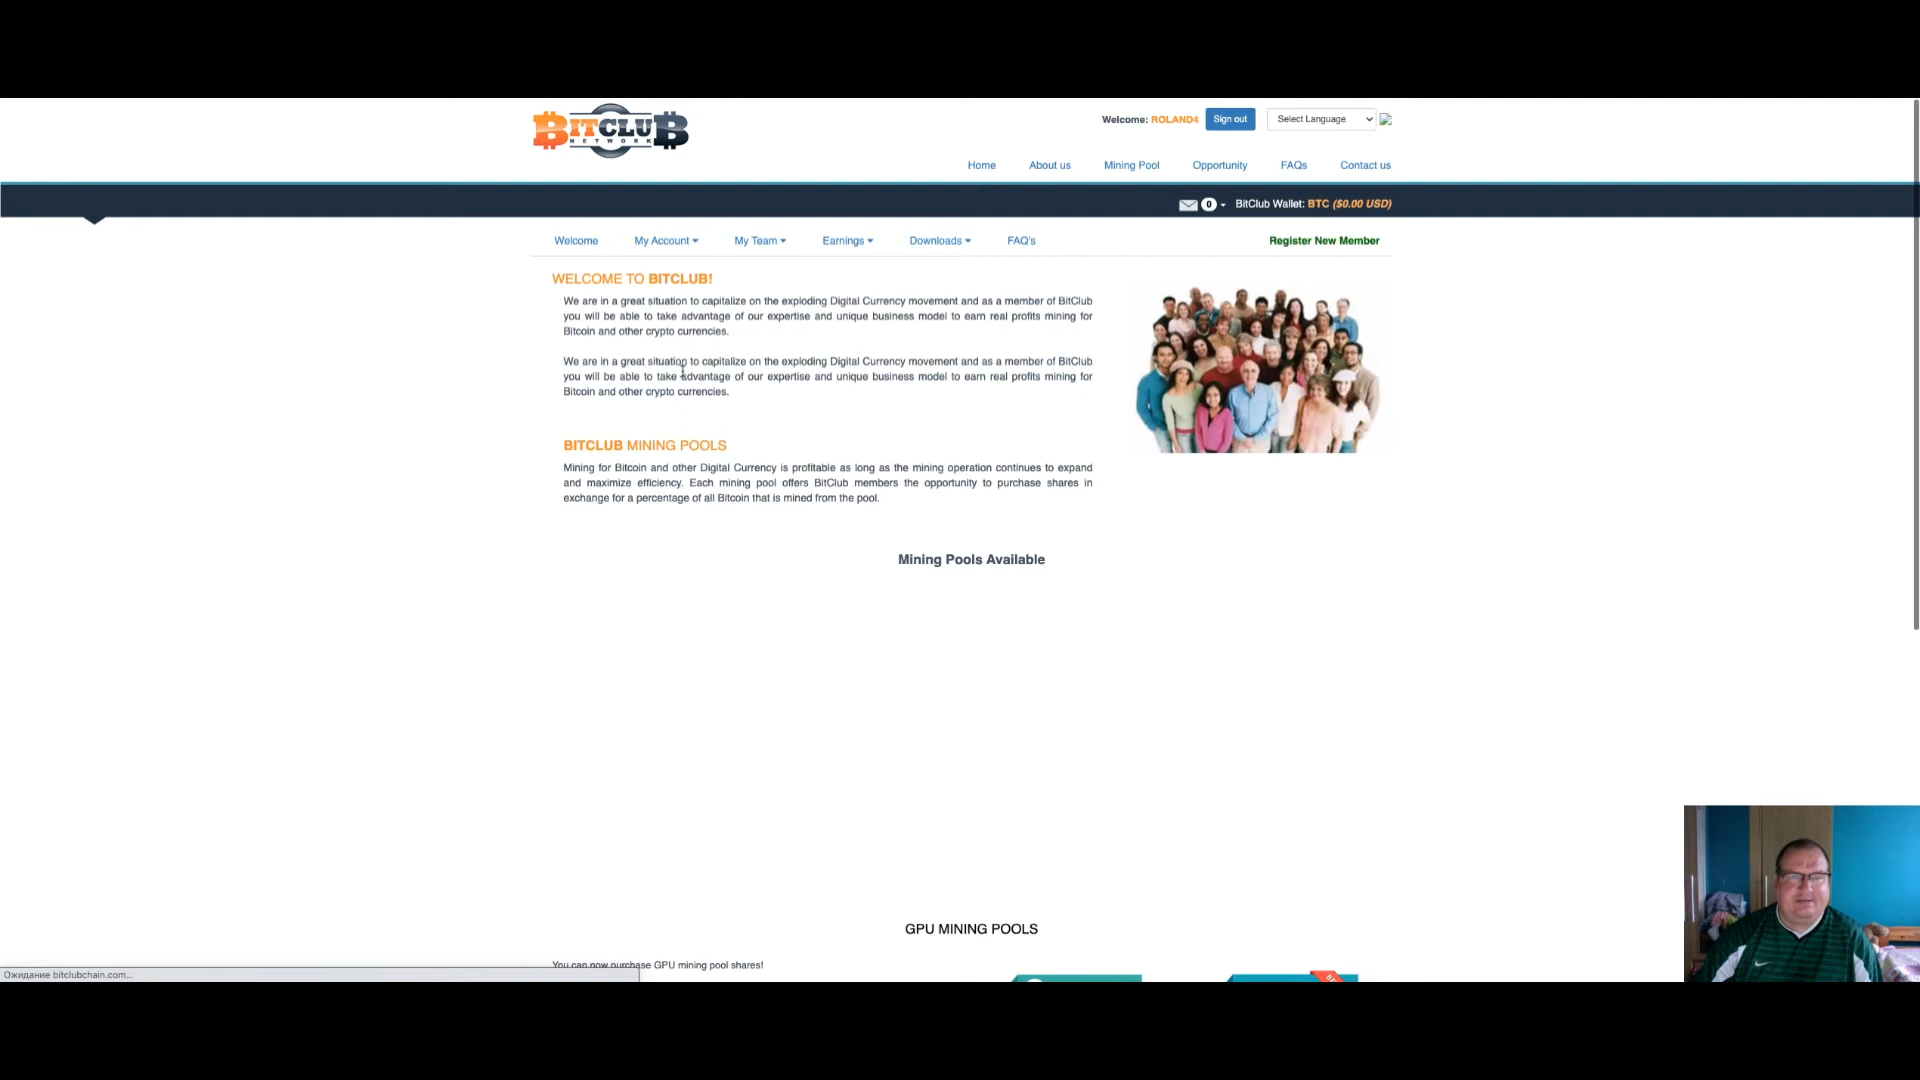 BITCLUB
NETWORK
Welcome: ROLAND4
Sign out
Select Language
Home
About us
Mining Pool
Opportunity
FAQs
Contact us
0
BitClub Wallet: BTC ($0.00 USD)
Welcome
My Account
My Team
Earnings
Downloads
FAQ's
Register New Member
WELCOME TO BITCLUB!
We are in a great situation to capitalize on the exploding Digital Currency movement and as a member of BitClub
you will be able to take advantage of our expertise and unique business model to earn real profits mining for
Bitcoin and other crypto currencies.
We are in a great situation to capitalize on the exploding Digital Currency movement and as a member of BitClub
you will be able to take advantage of our expertise and unique business model to earn real profits mining for
Bitcoin and other crypto currencies.
BITCLUB MINING POOLS
Mining for Bitcoin and other Digital Currency is profitable as long as the mining operation continues to expand
and maximize efficiency. Each mining pool offers BitClub members the opportunity to purchase shares in
exchange for a percentage of all Bitcoin that is mined from the pool.
Mining Pools Available
GPU MINING POOLS
You can now purchase GPU mining pool shares!
Ожидание bitclubchain.com...